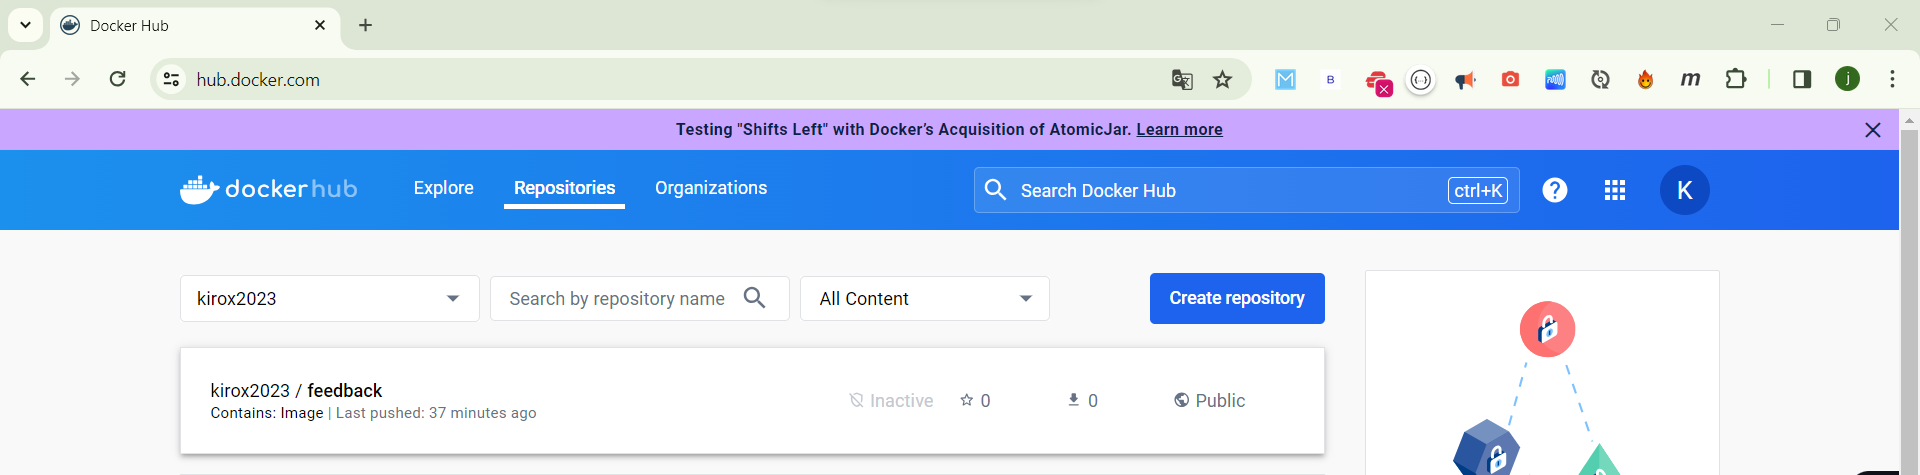 Docker Hub
hub.docker.com
M B m j
Testing "Shifts Left" with Docker’s Acquisition of AtomicJar. Learn more
dockerhub Explore Repositories Organizations Search Docker Hub ctrl+K ? K
kirox2023 Search by repository name All Content Create repository
kirox2023 / feedback
Contains: Image | Last pushed: 37 minutes ago
Inactive 0 0 Public